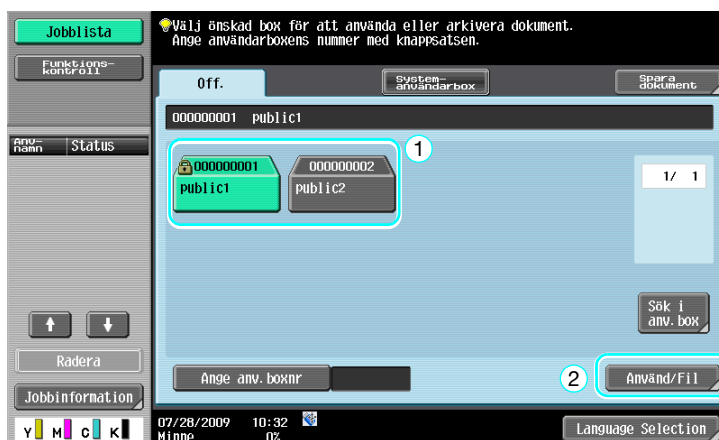 Jobblista
Funktions-
kontroll
Anv-
namn
Status
Radera
Jobbinformation
Y M C K
Välj önskad box för att använda eller arkivera dokument.
Ange användarboxens nummer med knappsatsen.
Off.
System-
användarbox
Spara
dokument
000000001 public1
1
000000001
public1
000000002
public2
1/ 1
Sök i
anv.box
Ange anv.boxnr
2
Använd/Fil
07/28/2009 10:32
Minne 0%
Language Selection